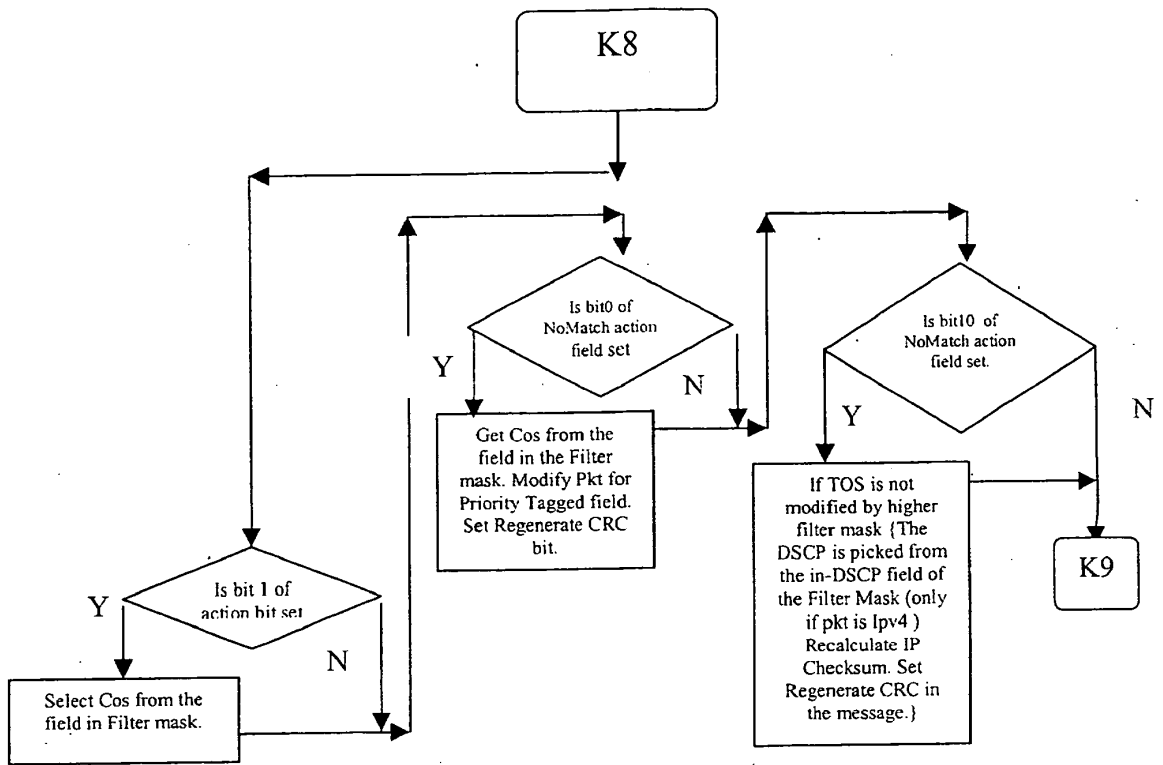 K8
Is bit 1 of
action bit set
Y
N
Select Cos from the
field in Filter mask.
Is bit0 of
NoMatch action
field set
Y
N
Get Cos from the
field in the Filter
mask. Modify Pkt for
Priority Tagged field.
Set Regenerate CRC
bit.
Is bit10 of
NoMatch action
field set.
Y
N
If TOS is not
modified by higher
filter mask {The
DSCP is picked from
the in-DSCP field of
the Filter Mask (only
if pkt is Ipv4 )
Recalculate IP
Checksum. Set
Regenerate CRC in
the message.}
K9